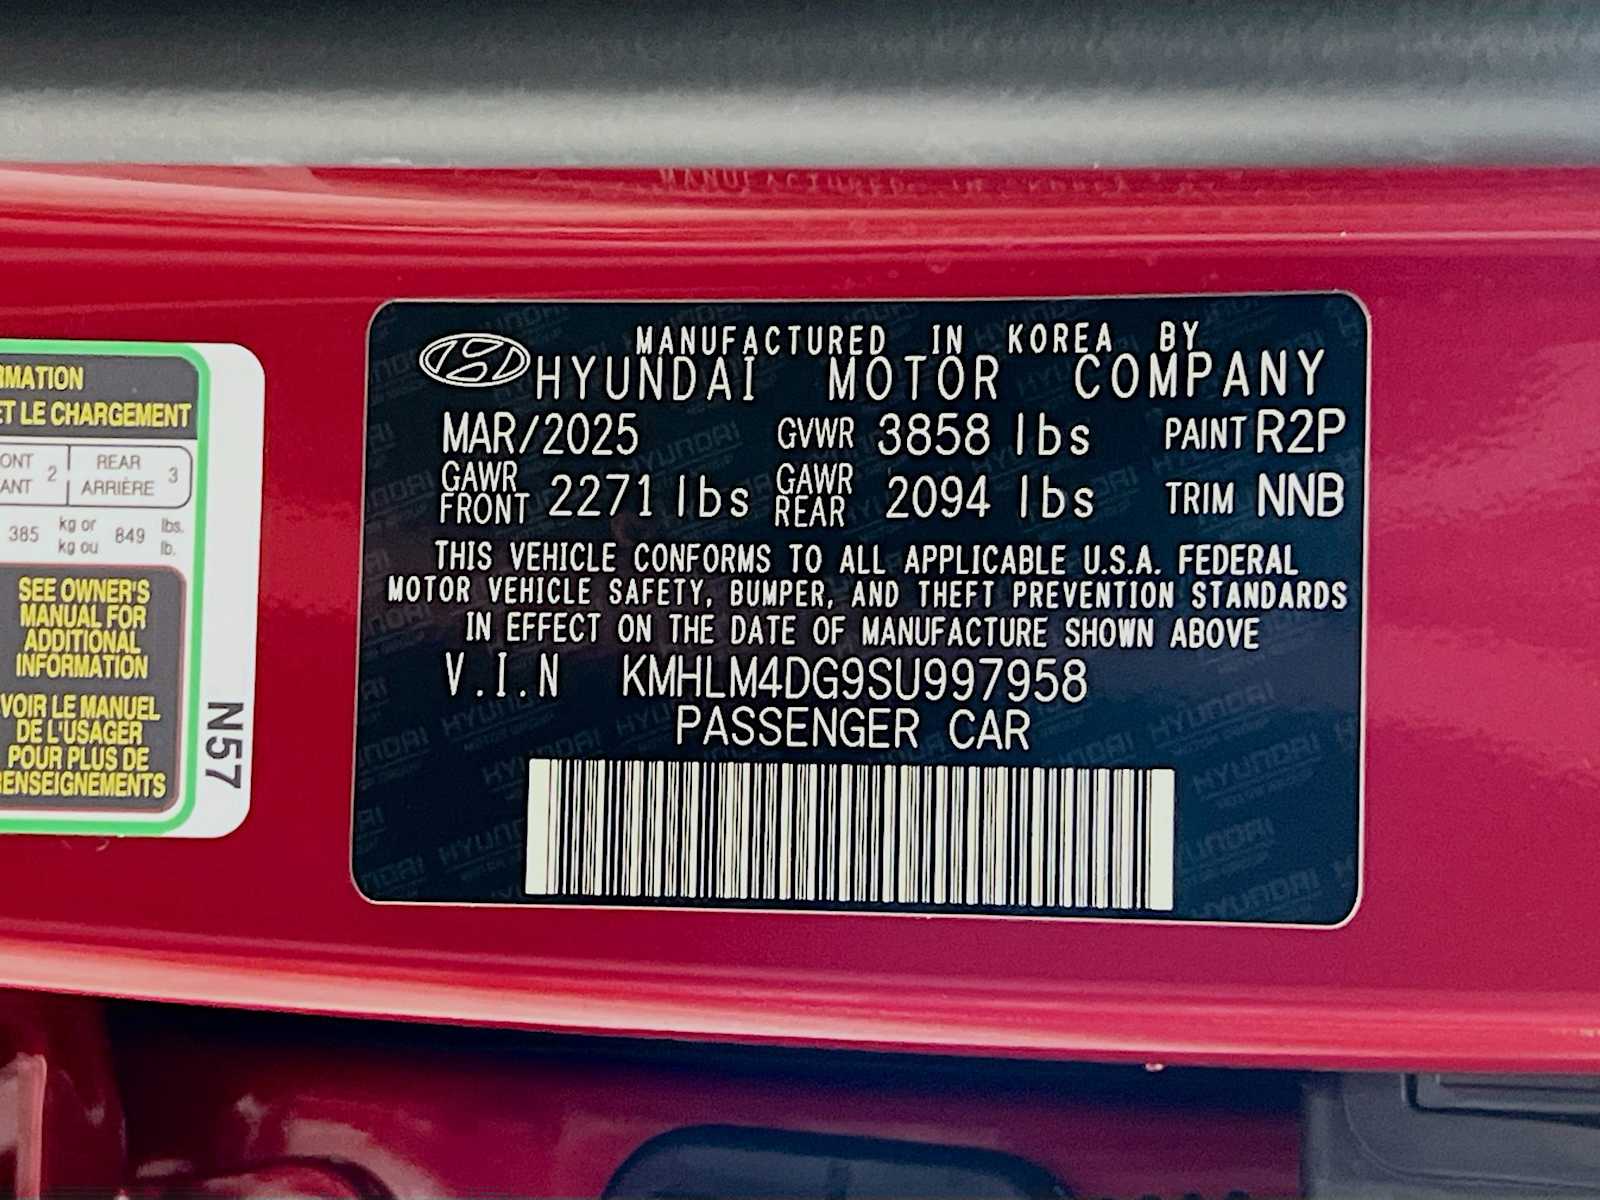 RMATION
ET LE CHARGEMENT
ONT 2 REAR 3
ANT ARRIÈRE
385 kg or 849 lbs.
kg ou lb.
SEE OWNER'S
MANUAL FOR
ADDITIONAL
INFORMATION
VOIR LE MANUEL
DE L'USAGER
POUR PLUS DE
RENSEIGNEMENTS
N57
MANUFACTURED IN KOREA BY
HYUNDAI MOTOR COMPANY
MAR/2025 GVWR 3858 lbs PAINT R2P
GAWR FRONT 2271 lbs GAWR REAR 2094 lbs TRIM NNB
THIS VEHICLE CONFORMS TO ALL APPLICABLE U.S.A. FEDERAL
MOTOR VEHICLE SAFETY, BUMPER, AND THEFT PREVENTION STANDARDS
IN EFFECT ON THE DATE OF MANUFACTURE SHOWN ABOVE
V.I.N KMHLM4DG9SU997958
PASSENGER CAR